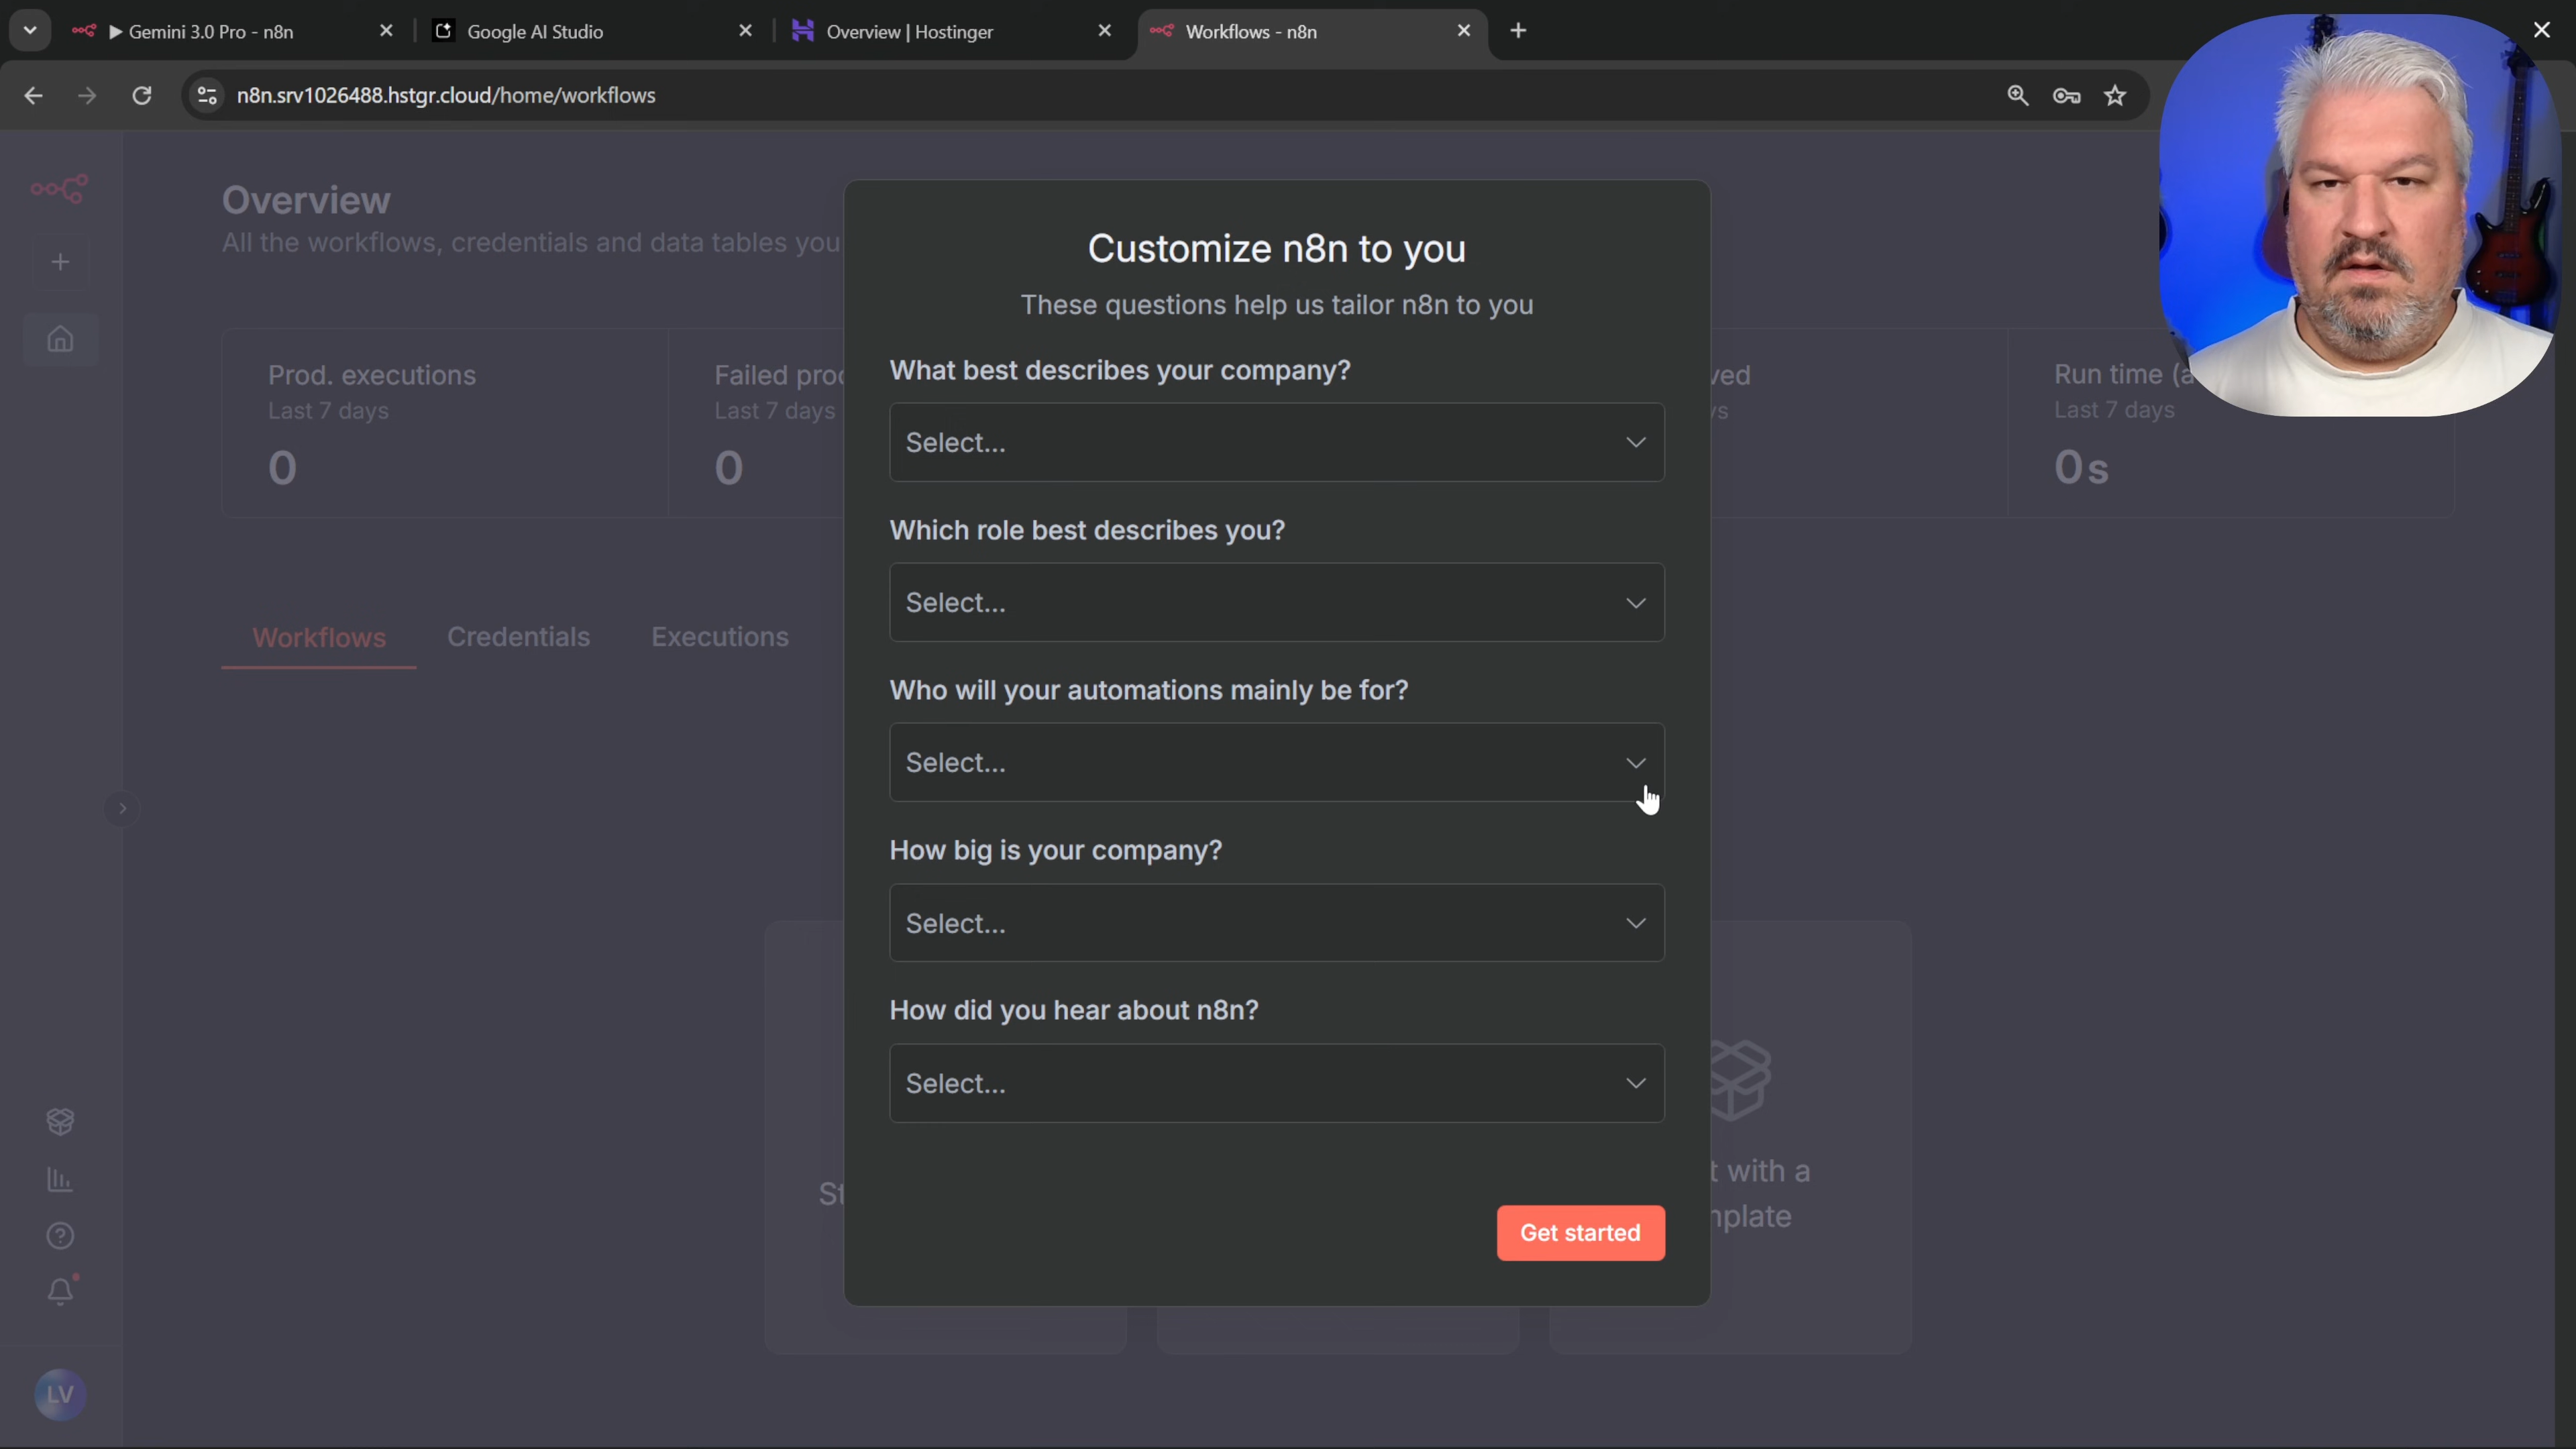 Gemini 3.0 Pro - n8n
Google AI Studio
Overview | Hostinger
Workflows - n8n
n8n.srv1026488.hstgr.cloud/home/workflows
Overview
All the workflows, credentials and data tables you
Prod. executions
Last 7 days
0
Failed
Last 7 days
0
Run time
Last 7 days
0s
Workflows
Credentials
Executions
Customize n8n to you
These questions help us tailor n8n to you
What best describes your company?
Select...
Which role best describes you?
Select...
Who will your automations mainly be for?
Select...
How big is your company?
Select...
How did you hear about n8n?
Select...
Get started
with a
LV